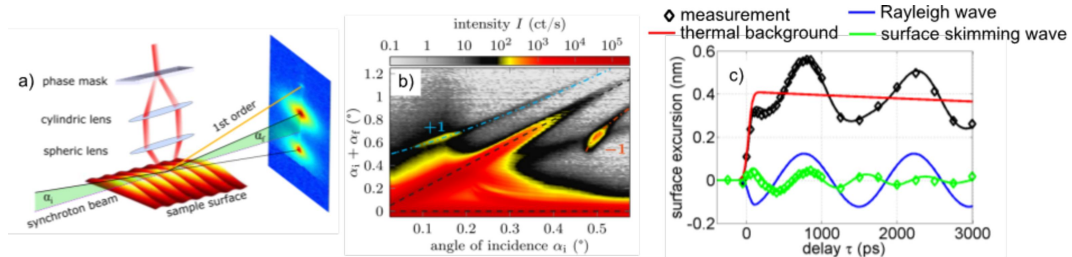 a)
phase mask
cylindric lens
spheric lens
1st order
αf
αi
synchroton beam
sample surface
intensity I (ct/s)
0.1 1 10 10² 10³ 10⁴ 10⁵
b)
αi + αf (°)
1.2
1
0.8
0.6
0.4
0.2
0
+1
−1
0.1 0.2 0.3 0.4 0.5
angle of incidence αi (°)
measurement
Rayleigh wave
thermal background
surface skimming wave
c)
surface excursion (nm)
0.6
0.4
0.2
0
-0.2
0 1000 2000 3000
delay τ (ps)